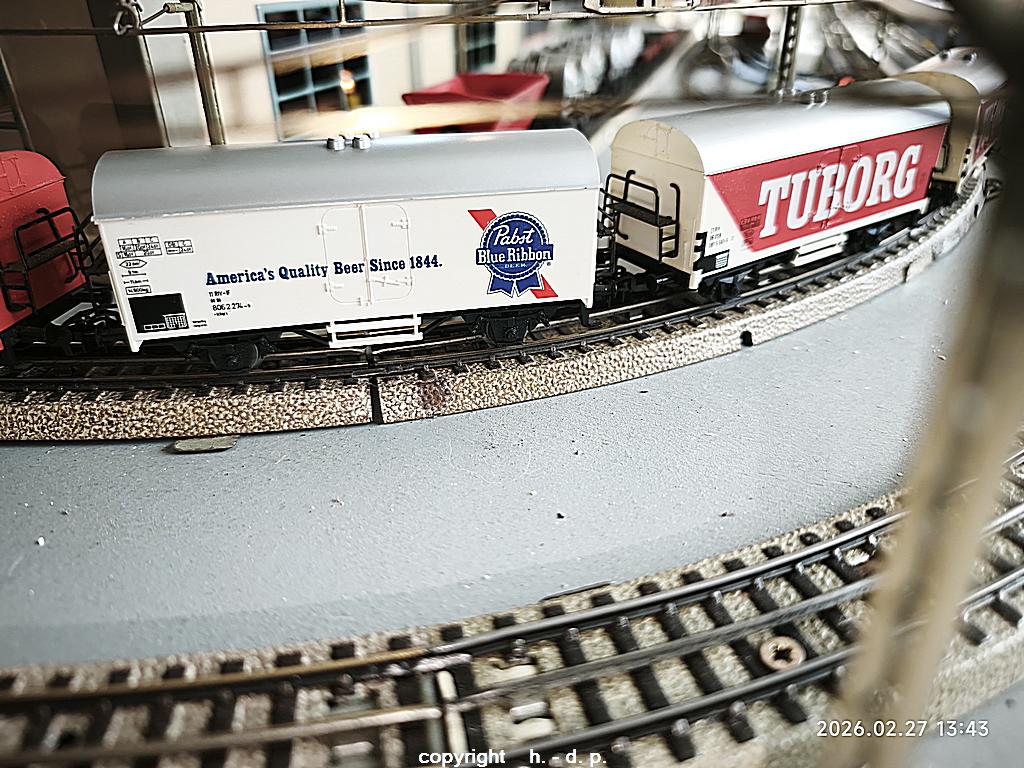 America's Quality Beer Since 1844.
Pabst
Blue Ribbon
BEER
TUBORG
2026.02.27 13:43
copyright h. - d. p.